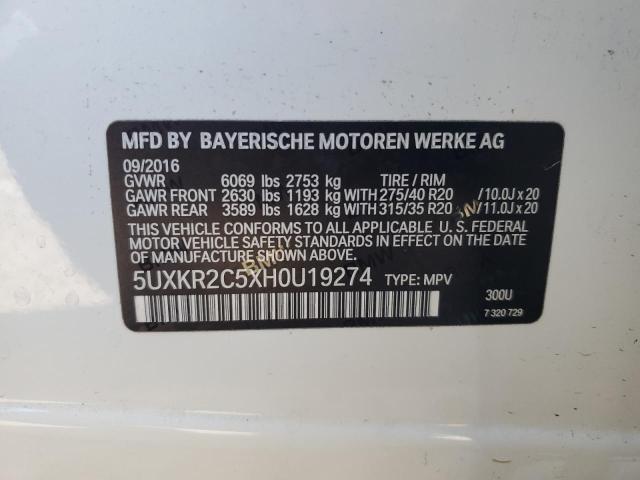 MFD BY BAYERISCHE MOTOREN WERKE AG
09/2016
GVWR 6069 lbs 2753 kg TIRE / RIM
GAWR FRONT 2630 lbs 1193 kg WITH 275/40 R20 / 10.0J x 20
GAWR REAR 3589 lbs 1628 kg WITH 315/35 R20 / 11.0J x 20
THIS VEHICLE CONFORMS TO ALL APPLICABLE U. S. FEDERAL
MOTOR VEHICLE SAFETY STANDARDS IN EFFECT ON THE DATE
OF MANUFACTURE SHOWN ABOVE.
5UXKR2C5XH0U19274 TYPE: MPV
300U
7 320 729